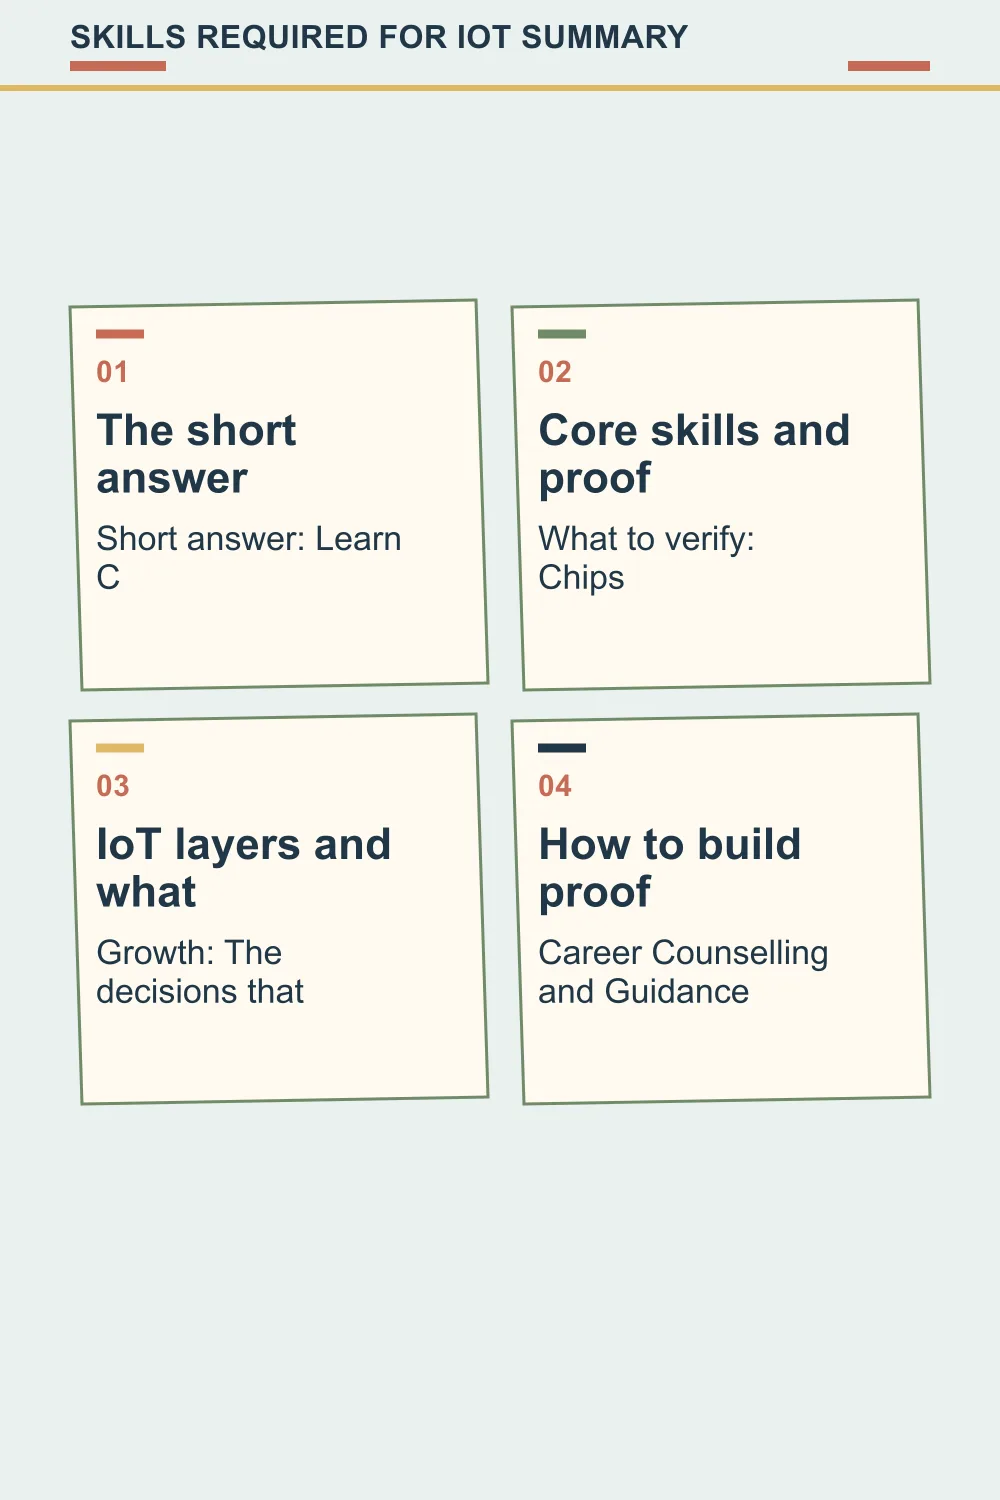 SKILLS REQUIRED FOR IOT SUMMARY
01
The short
answer
Short answer: Learn
C
02
Core skills and
proof
What to verify:
Chips
03
IoT layers and
what
Growth: The
decisions that
04
How to build
proof
Career Counselling
and Guidance